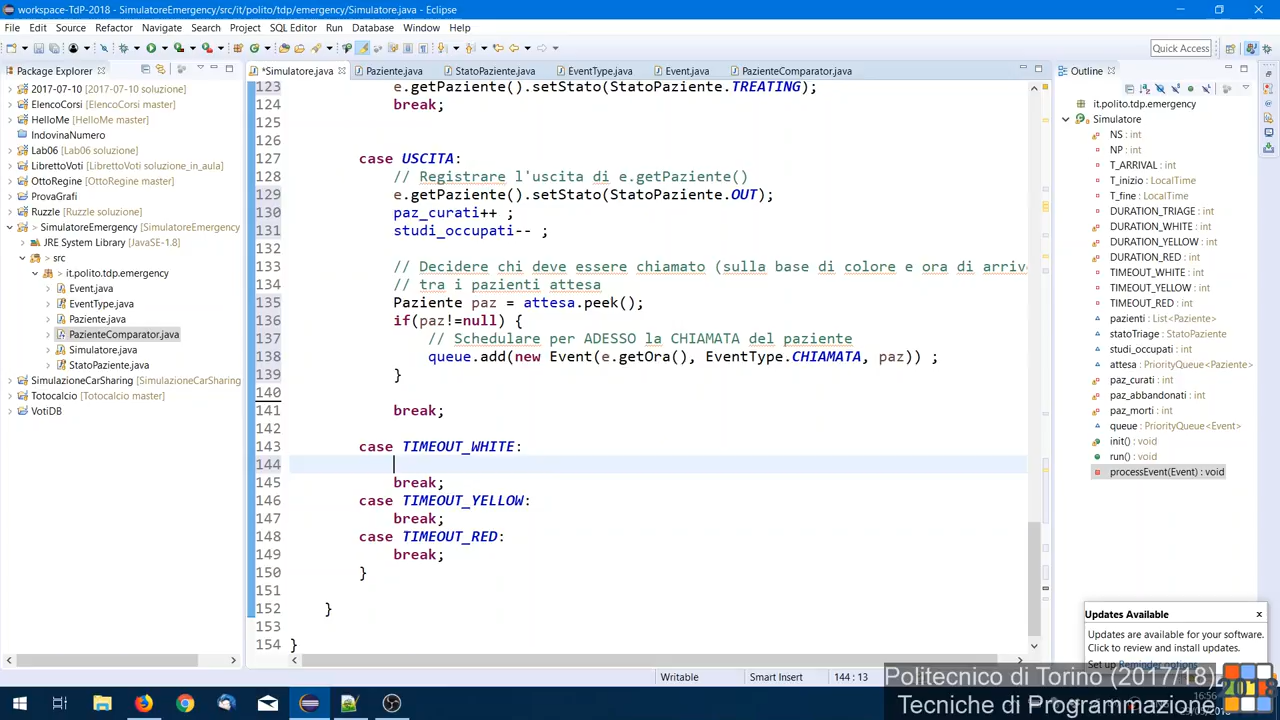 workspace-TdP-2018 - SimulatoreEmergency/src/it/polito/tdp/emergency/Simulatore.java - Eclipse
File Edit Source Refactor Navigate Search Project SQL Editor Run Database Window Help
Quick Access
Package Explorer
*Simulatore.java
Paziente.java
StatoPaziente.java
EventType.java
Event.java
PazienteComparator.java
Outline
2017-07-10 (2017-07-10 soluzione)
ElencoCorsi (ElencoCorsi master)
HelloMe (HelloMe master)
IndovinaNumero
Lab06 (Lab06 soluzione)
LibrettoVoti (LibrettoVoti soluzione_in_aula)
OttoRegine (OttoRegine master)
ProvaGrafi
Ruzzle (Ruzzle soluzione)
SimulatoreEmergency (SimulatoreEmergency
JRE System Library [JavaSE-1.8]
src
it.polito.tdp.emergency
Event.java
EventType.java
Paziente.java
PazienteComparator.java
Simulatore.java
StatoPaziente.java
SimulazioneCarSharing (SimulazioneCarSharing
Totocalcio (Totocalcio master)
VotiDB
123 e.getPaziente().setStato(StatoPaziente.TREATING);
124 break;
125
126
127 case USCITA:
128 // Registrare l'uscita di e.getPaziente()
129 e.getPaziente().setStato(StatoPaziente.OUT);
130 paz_curati++ ;
131 studi_occupati-- ;
132
133 // Decidere chi deve essere chiamato (sulla base di colore e ora di arriv
134 // tra i pazienti attesa
135 Paziente paz = attesa.peek();
136 if(paz!=null) {
137 // Schedulare per ADESSO la CHIAMATA del paziente
138 queue.add(new Event(e.getOra(), EventType.CHIAMATA, paz)) ;
139 }
140
141 break;
142
143 case TIMEOUT_WHITE:
144
145 break;
146 case TIMEOUT_YELLOW:
147 break;
148 case TIMEOUT_RED:
149 break;
150 }
151
152 }
153
154 }
it.polito.tdp.emergency
Simulatore
NS : int
NP : int
T_ARRIVAL : int
T_inizio : LocalTime
T_fine : LocalTime
DURATION_TRIAGE : int
DURATION_WHITE : int
DURATION_YELLOW : int
DURATION_RED : int
TIMEOUT_WHITE : int
TIMEOUT_YELLOW : int
TIMEOUT_RED : int
pazienti : List<Paziente>
statoTriage : StatoPaziente
studi_occupati : int
attesa : PriorityQueue<Paziente>
paz_curati : int
paz_abbandonati : int
paz_morti : int
queue : PriorityQueue<Event>
init() : void
run() : void
processEvent(Event) : void
Updates Available
Updates are available for your software.
Click to review and install updates.
Set up Reminder options
Writable
Smart Insert
144 : 13
Politecnico di Torino (2017/18)
Tecniche di Programmazione
16:56
2018